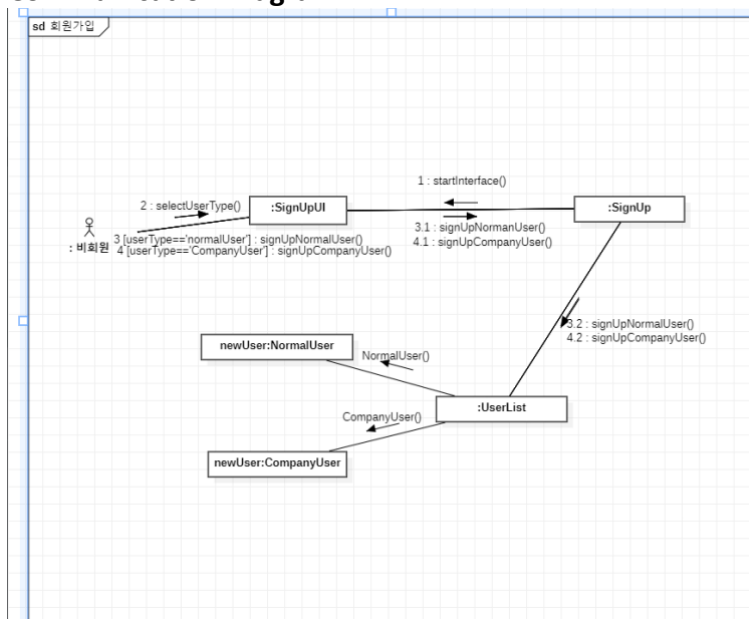 Communication Diagram
sd 회원가입
1 : startInterface()
2 : selectUserType()
:SignUpUI
:SignUp
3.1 : signUpNormanUser()
4.1 : signUpCompanyUser()
: 비회원
3 [userType=='normalUser'] : signUpNormalUser()
4 [userType=='CompanyUser'] : signUpCompanyUser()
3.2 : signUpNormalUser()
4.2 : signUpCompanyUser()
newUser:NormalUser
NormalUser()
:UserList
CompanyUser()
newUser:CompanyUser